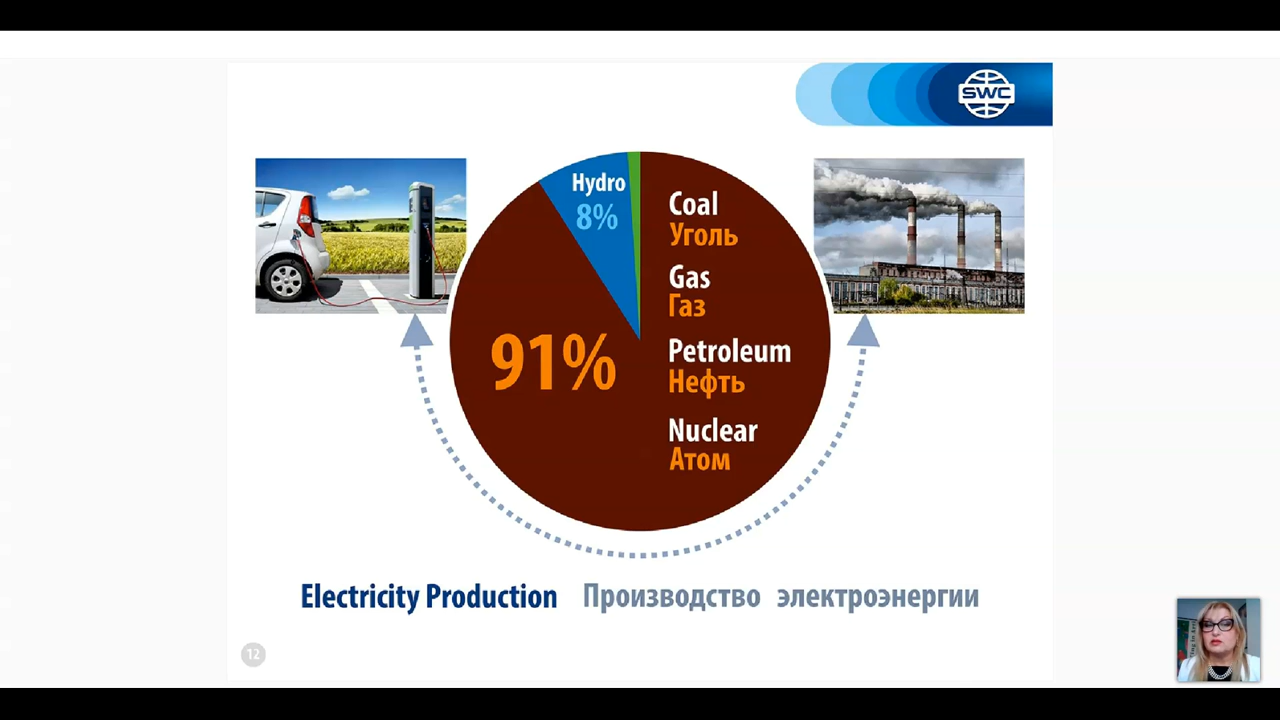 SWC
Hydro
8%
91%
Coal
Уголь
Gas
Газ
Petroleum
Нефть
Nuclear
Атом
Electricity Production Производство электроэнергии
12